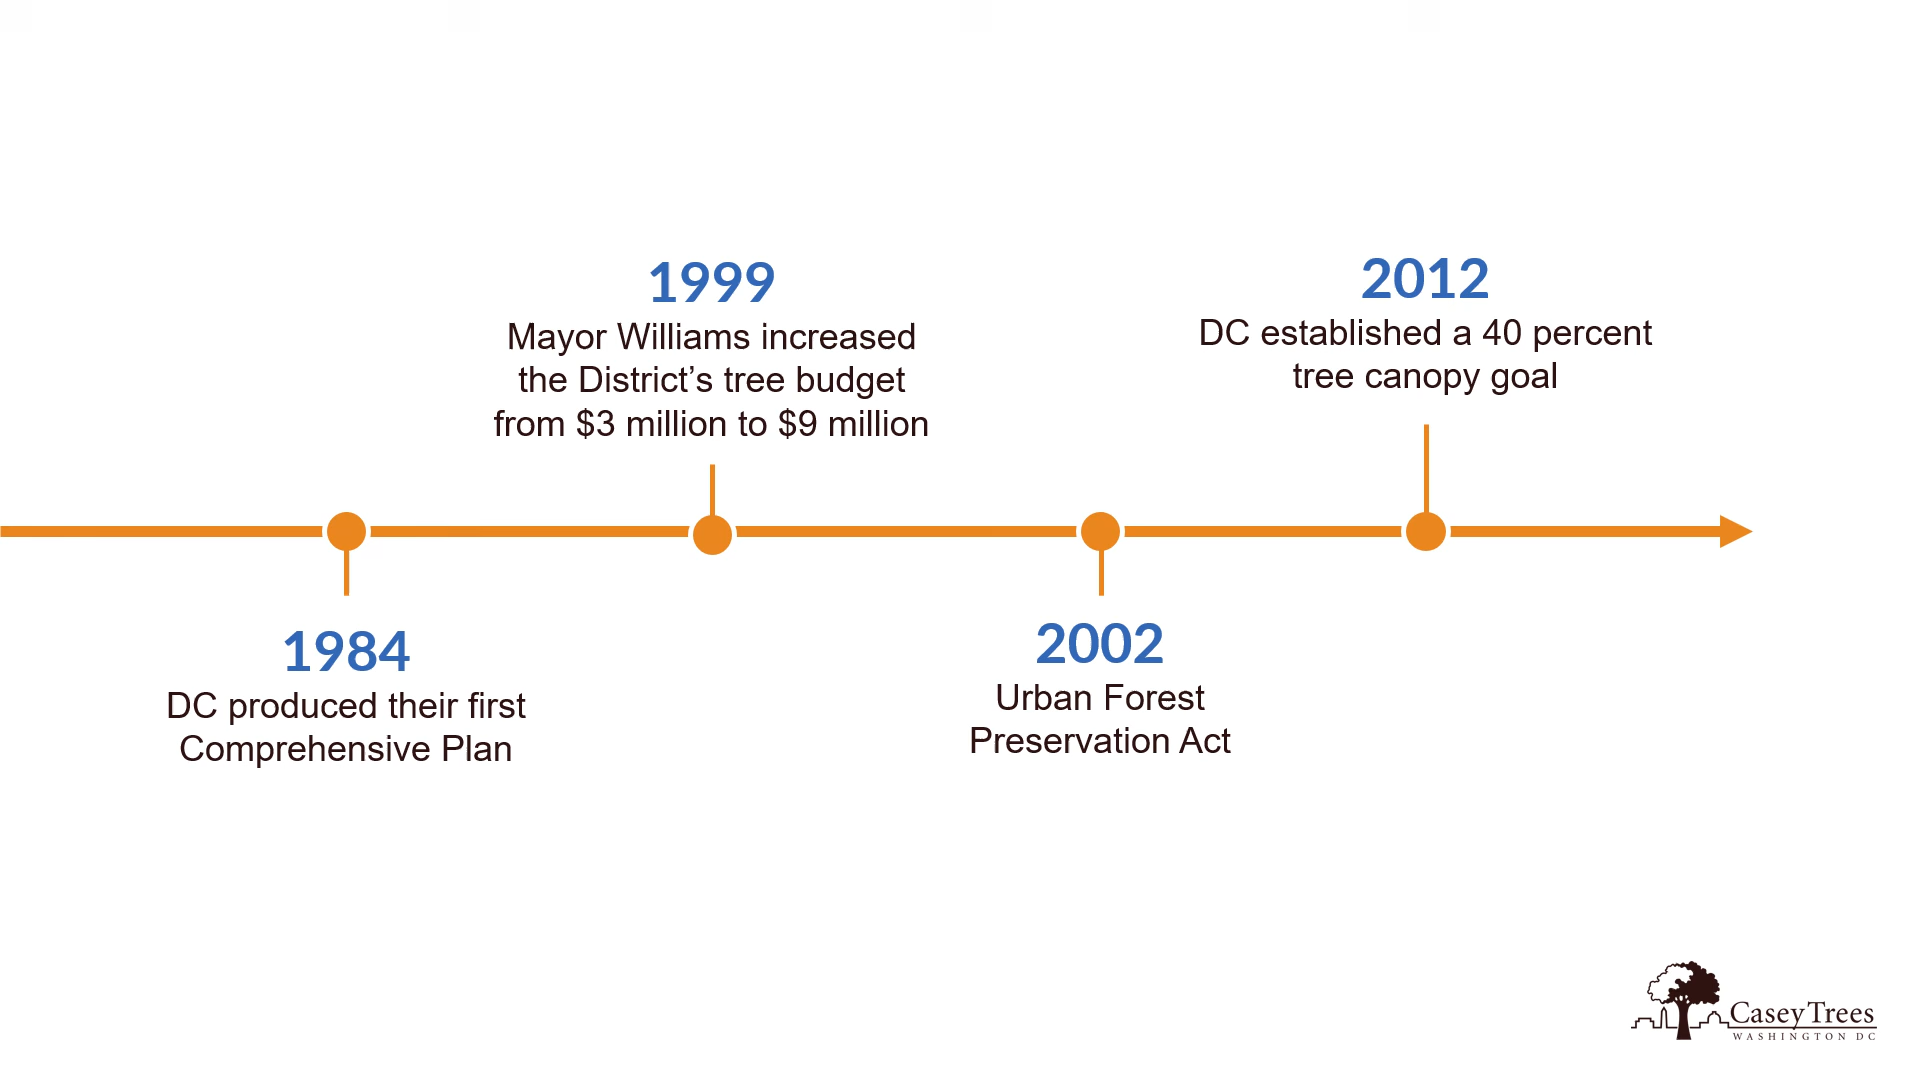 1999
Mayor Williams increased
the District’s tree budget
from $3 million to $9 million
2012
DC established a 40 percent
tree canopy goal
1984
DC produced their first
Comprehensive Plan
2002
Urban Forest
Preservation Act
Casey Trees
WASHINGTON DC